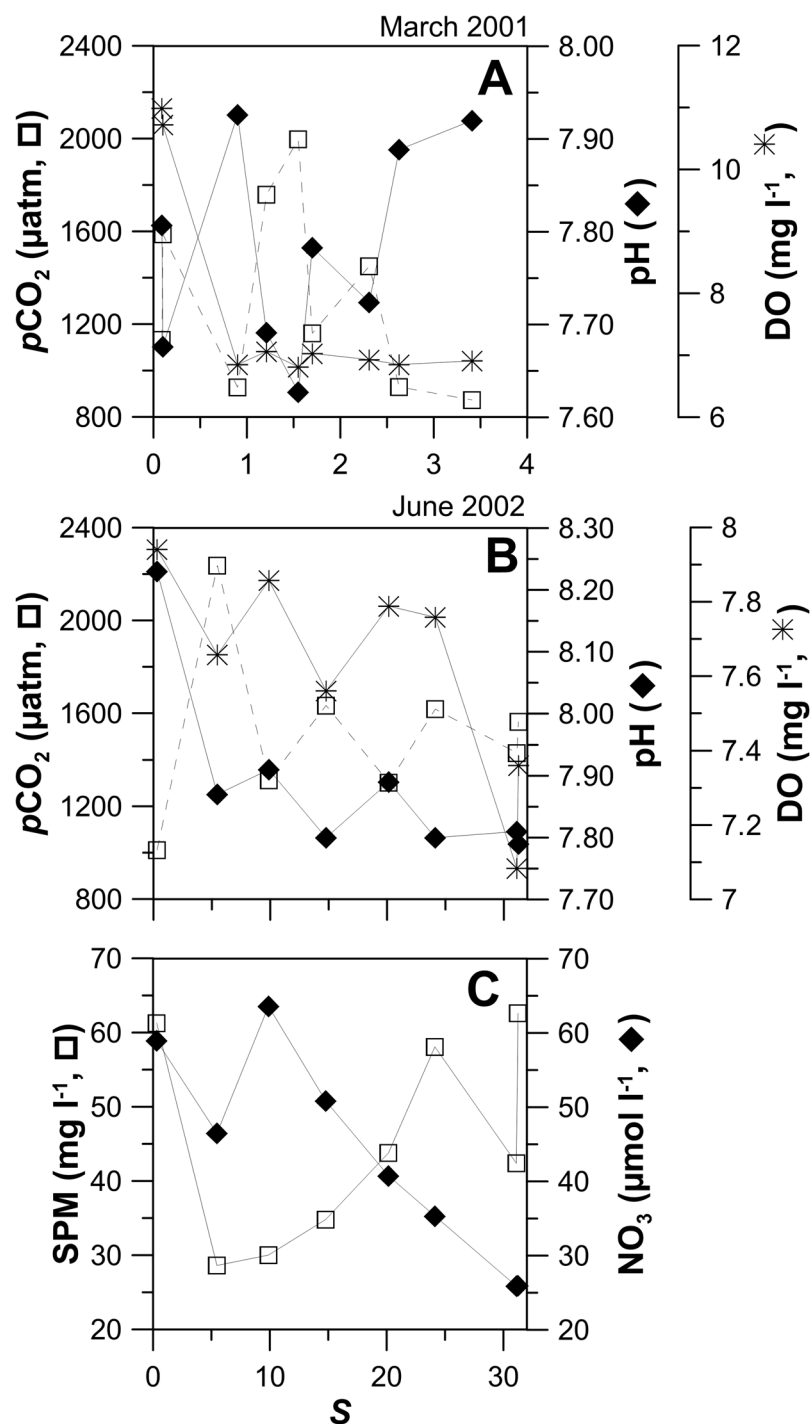 March 2001
A
2400
2000
1600
1200
800
pCO₂ (µatm, □)
8.00
7.90
7.80
7.70
7.60
pH (◆)
12
10
8
6
DO (mg l⁻¹, ✳)
0 1 2 3 4
June 2002
B
2400
2000
1600
1200
800
pCO₂ (µatm, □)
8.30
8.20
8.10
8.00
7.90
7.80
7.70
pH (◆)
8
7.8
7.6
7.4
7.2
7
DO (mg l⁻¹, ✳)
C
70
60
50
40
30
20
SPM (mg l⁻¹, □)
70
60
50
40
30
20
NO₃ (µmol l⁻¹, ◆)
0 10 20 30
S